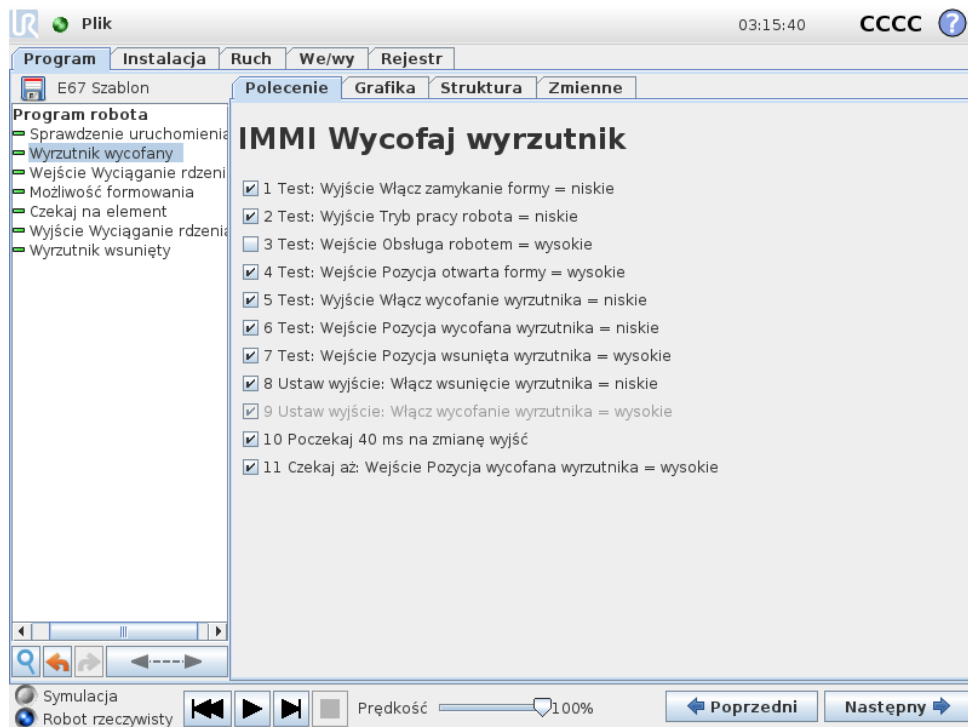 UR Plik 03:15:40 CCCC ?
Program Instalacja Ruch We/wy Rejestr
E67 Szablon
Polecenie Grafika Struktura Zmienne
Program robota
Sprawdzenie uruchomienia
Wyrzutnik wycofany
Wejście Wyciąganie rdzeni
Możliwość formowania
Czekaj na element
Wyjście Wyciąganie rdzenia
Wyrzutnik wsunięty
IMMI Wycofaj wyrzutnik
1 Test: Wyjście Włącz zamykanie formy = niskie
2 Test: Wyjście Tryb pracy robota = niskie
3 Test: Wejście Obsługa robotem = wysokie
4 Test: Wejście Pozycja otwarta formy = wysokie
5 Test: Wyjście Włącz wycofanie wyrzutnika = niskie
6 Test: Wejście Pozycja wycofana wyrzutnika = niskie
7 Test: Wejście Pozycja wsunięta wyrzutnika = wysokie
8 Ustaw wyjście: Włącz wsunięcie wyrzutnika = niskie
9 Ustaw wyjście: Włącz wycofanie wyrzutnika = wysokie
10 Poczekaj 40 ms na zmianę wyjść
11 Czekaj aż: Wejście Pozycja wycofana wyrzutnika = wysokie
Symulacja
Robot rzeczywisty
Prędkość 100%
Poprzedni
Następny